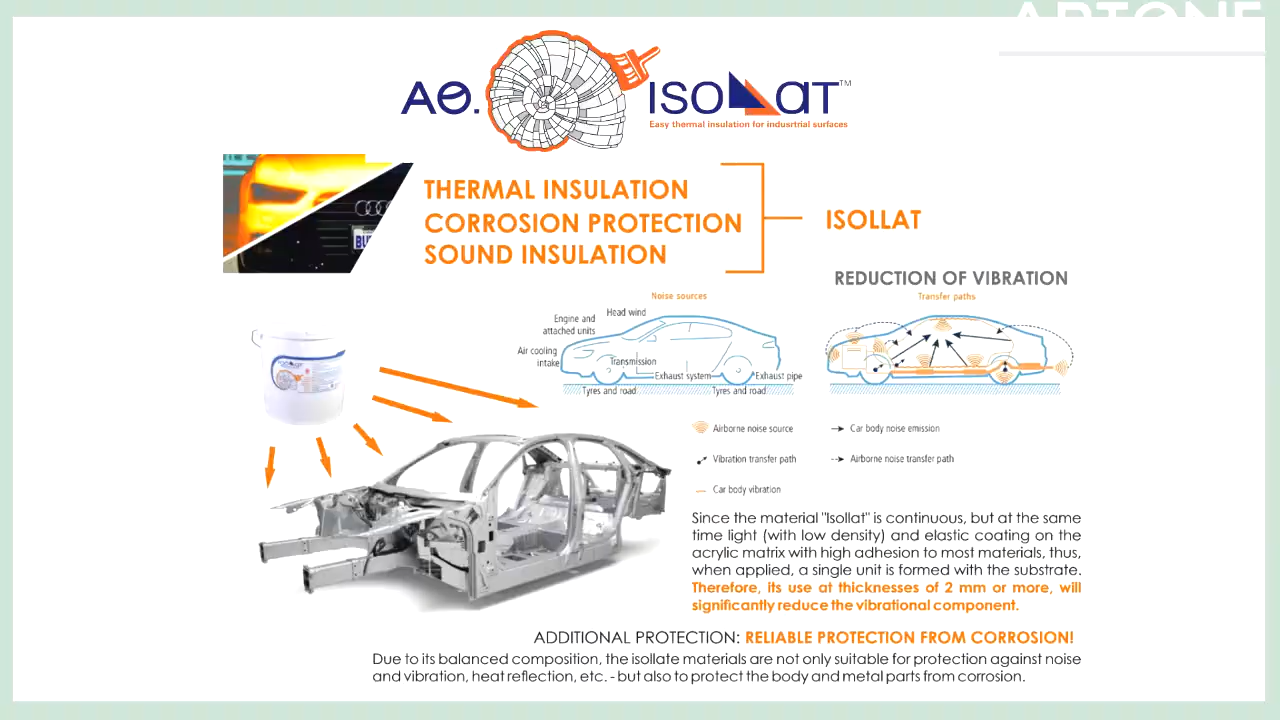 AO.
ISOLLAT™
Easy thermal insulation for indusrtrial surfaces
THERMAL INSULATION
CORROSION PROTECTION
SOUND INSULATION
ISOLLAT
REDUCTION OF VIBRATION
Noise sources
Transfer paths
Head wind
Engine and
attached units
Air cooling
intake
Transmission
Exhaust system
Exhaust pipe
Tyres and road
Tyres and road
Airborne noise source
Car body noise emission
Vibration transfer path
Airborne noise transfer path
Car body vibration
Since the material "Isollat" is continuous, but at the same
time light (with low density) and elastic coating on the
acrylic matrix with high adhesion to most materials, thus,
when applied, a single unit is formed with the substrate.
Therefore, its use at thicknesses of 2 mm or more, will
significantly reduce the vibrational component.
ADDITIONAL PROTECTION: RELIABLE PROTECTION FROM CORROSION!
Due to its balanced composition, the isollate materials are not only suitable for protection against noise
and vibration, heat reflection, etc. - but also to protect the body and metal parts from corrosion.